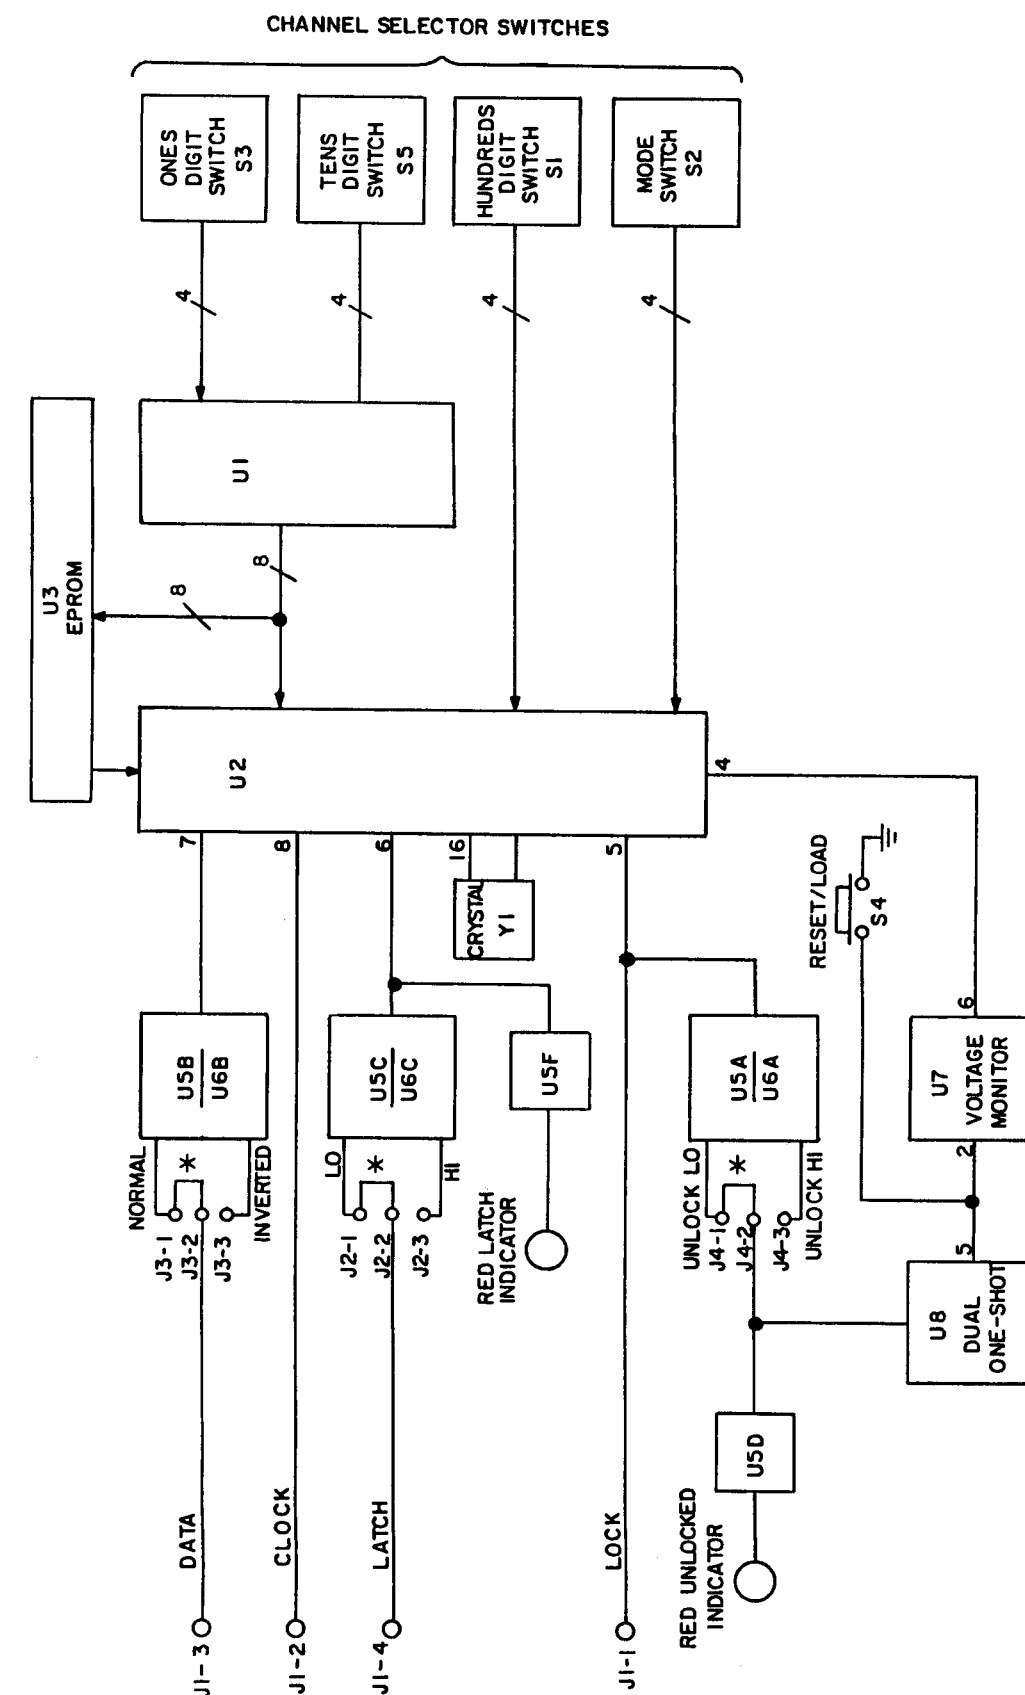 CHANNEL SELECTOR SWITCHES
ONES
DIGIT
SWITCH
S3
TENS
DIGIT
SWITCH
S5
HUNDREDS
DIGIT
SWITCH
S1
MODE
SWITCH
S2
4
4
4
4
U1
U3
EPROM
8
8
U2
7
8
6
16
5
4
CRYSTAL
Y1
RESET/LOAD
S4
U5B
U6B
U5C
U6C
U5F
U5A
U6A
6
U7
VOLTAGE
MONITOR
2
NORMAL
*
INVERTED
J3-1
J3-2
J3-3
LO
*
HI
J2-1
J2-2
J2-3
RED LATCH
INDICATOR
UNLOCK LO
*
UNLOCK HI
J4-1
J4-2
J4-3
5
U8
DUAL
ONE-SHOT
U5D
RED UNLOCKED
INDICATOR
DATA
CLOCK
LATCH
LOCK
J1-3
J1-2
J1-4
J1-1